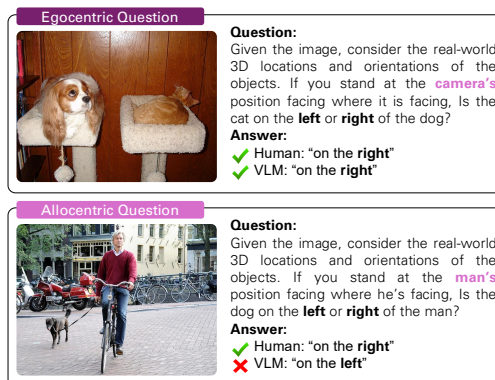 Egocentric Question
Question:
Given the image, consider the real-world
3D locations and orientations of the
objects. If you stand at the camera's
position facing where it is facing, Is the
cat on the left or right of the dog?
Answer:
Human: “on the right”
VLM: “on the right”
Allocentric Question
Question:
Given the image, consider the real-world
3D locations and orientations of the
objects. If you stand at the man's
position facing where he's facing, Is the
dog on the left or right of the man?
Answer:
Human: “on the right”
VLM: “on the left”